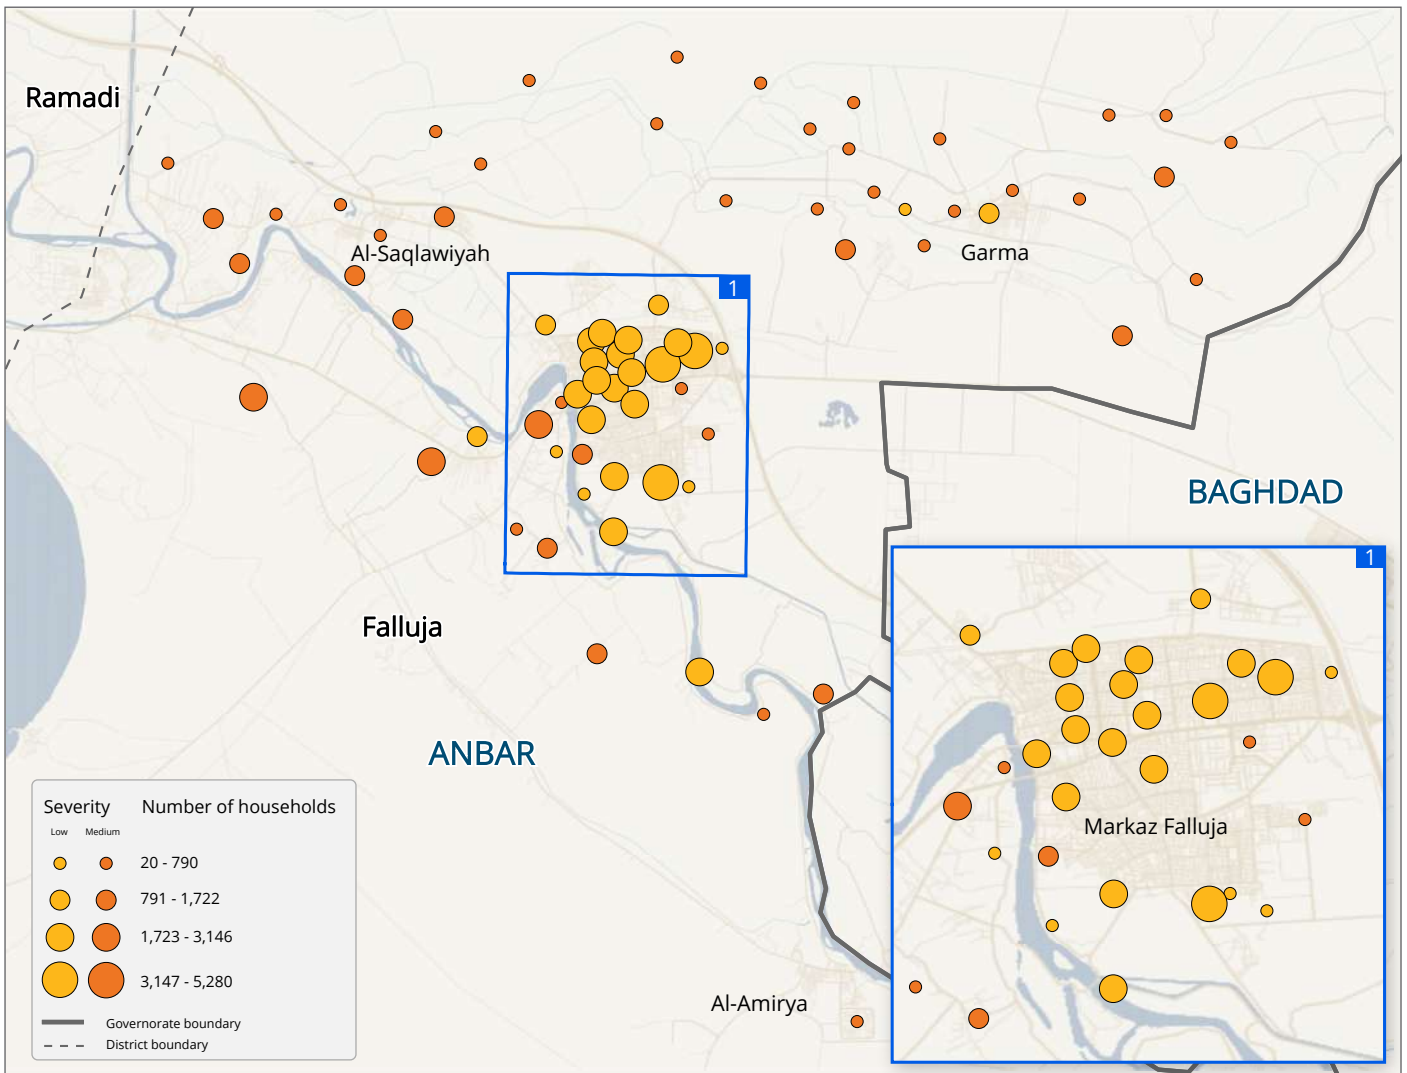 Ramadi
Al-Saqlawiyah
Garma
1
BAGHDAD
1
Falluja
ANBAR
Markaz Falluja
Al-Amirya
Severity Number of households
Low Medium
20 - 790
791 - 1,722
1,723 - 3,146
3,147 - 5,280
Governorate boundary
District boundary